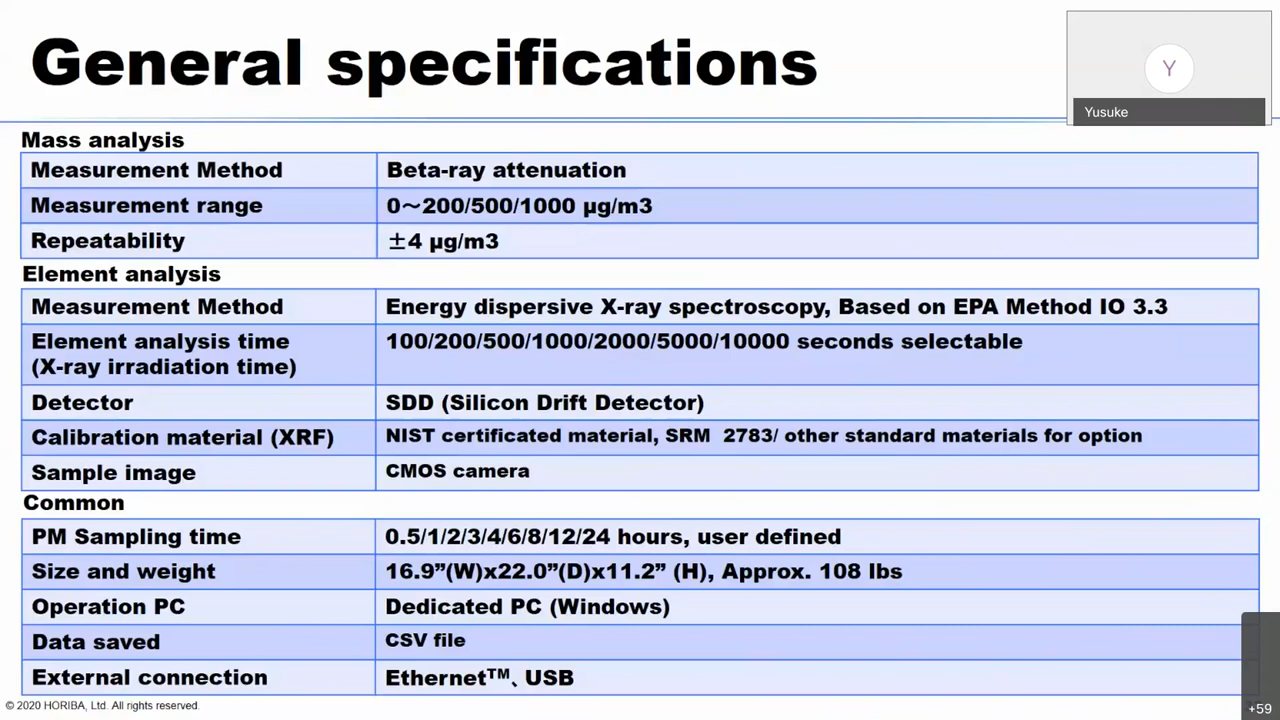 General specifications
Y
Yusuke
Mass analysis
Measurement Method Beta-ray attenuation
Measurement range 0～200/500/1000 µg/m3
Repeatability ±4 µg/m3
Element analysis
Measurement Method Energy dispersive X-ray spectroscopy, Based on EPA Method IO 3.3
Element analysis time 100/200/500/1000/2000/5000/10000 seconds selectable
(X-ray irradiation time)
Detector SDD (Silicon Drift Detector)
Calibration material (XRF) NIST certificated material, SRM 2783/ other standard materials for option
Sample image CMOS camera
Common
PM Sampling time 0.5/1/2/3/4/6/8/12/24 hours, user defined
Size and weight 16.9”(W)x22.0”(D)x11.2” (H), Approx. 108 lbs
Operation PC Dedicated PC (Windows)
Data saved CSV file
External connection Ethernet™、USB
© 2020 HORIBA, Ltd. All rights reserved.
+59